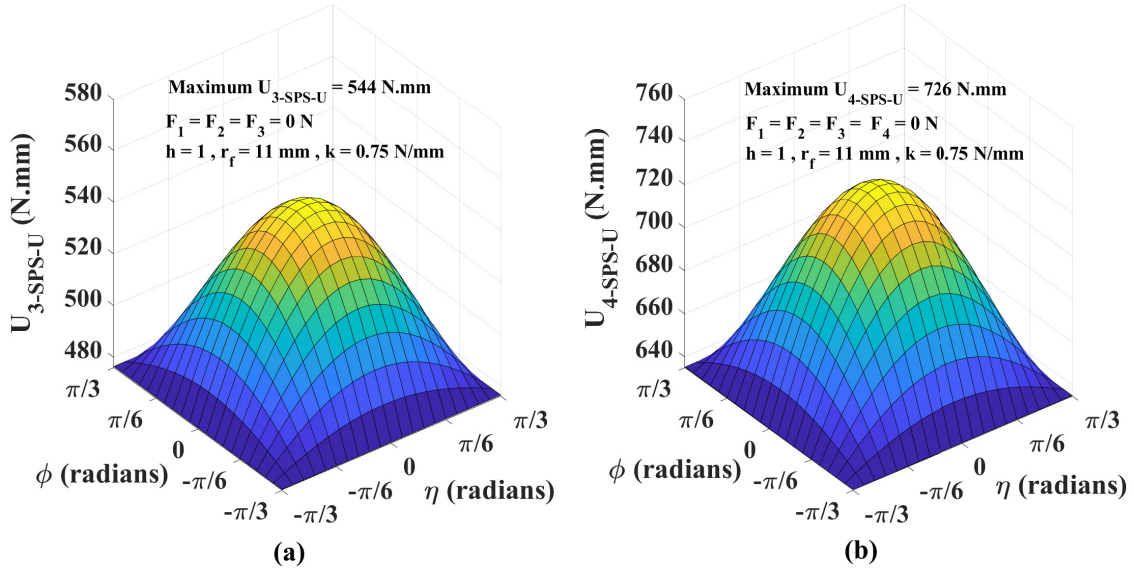 Maximum U3-SPS-U = 544 N.mm
F1 = F2 = F3 = 0 N
h = 1 , rf = 11 mm , k = 0.75 N/mm
U3-SPS-U (N.mm)
580
560
540
520
500
480
π/3
π/6
0
-π/6
-π/3
ϕ (radians)
-π/3
-π/6
0
π/6
π/3
η (radians)
(a)
Maximum U4-SPS-U = 726 N.mm
F1 = F2 = F3 = F4 = 0 N
h = 1 , rf = 11 mm , k = 0.75 N/mm
U4-SPS-U (N.mm)
760
740
720
700
680
660
640
π/3
π/6
0
-π/6
-π/3
ϕ (radians)
-π/3
-π/6
0
π/6
π/3
η (radians)
(b)